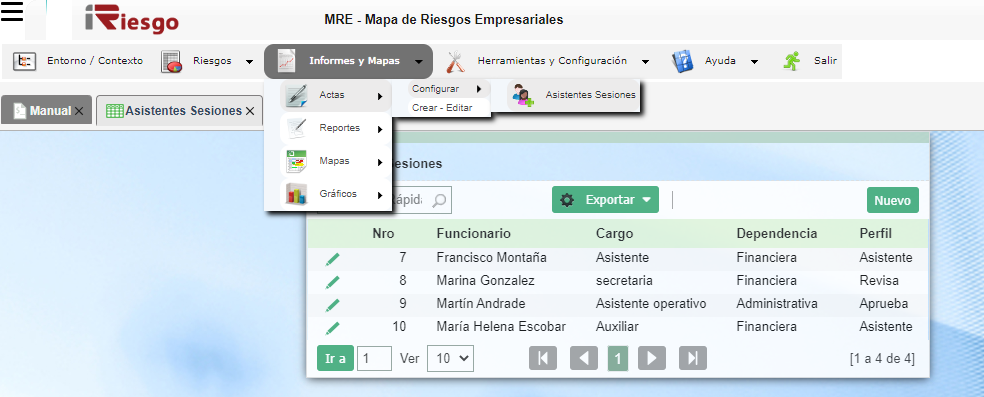 iRiesgo
MRE - Mapa de Riesgos Empresariales
Entorno / Contexto Riesgos Informes y Mapas Herramientas y Configuración Ayuda Salir
Actas Configurar Asistentes Sesiones
Crear - Editar
Manual Asistentes Sesiones
Reportes
Mapas
Gráficos
esiones
ápid
Exportar
Nuevo
Nro Funcionario Cargo Dependencia Perfil
7 Francisco Montaña Asistente Financiera Asistente
8 Marina Gonzalez secretaria Financiera Revisa
9 Martín Andrade Asistente operativo Administrativa Aprueba
10 María Helena Escobar Auxiliar Financiera Asistente
Ir a 1 Ver 10 1 [1 a 4 de 4]